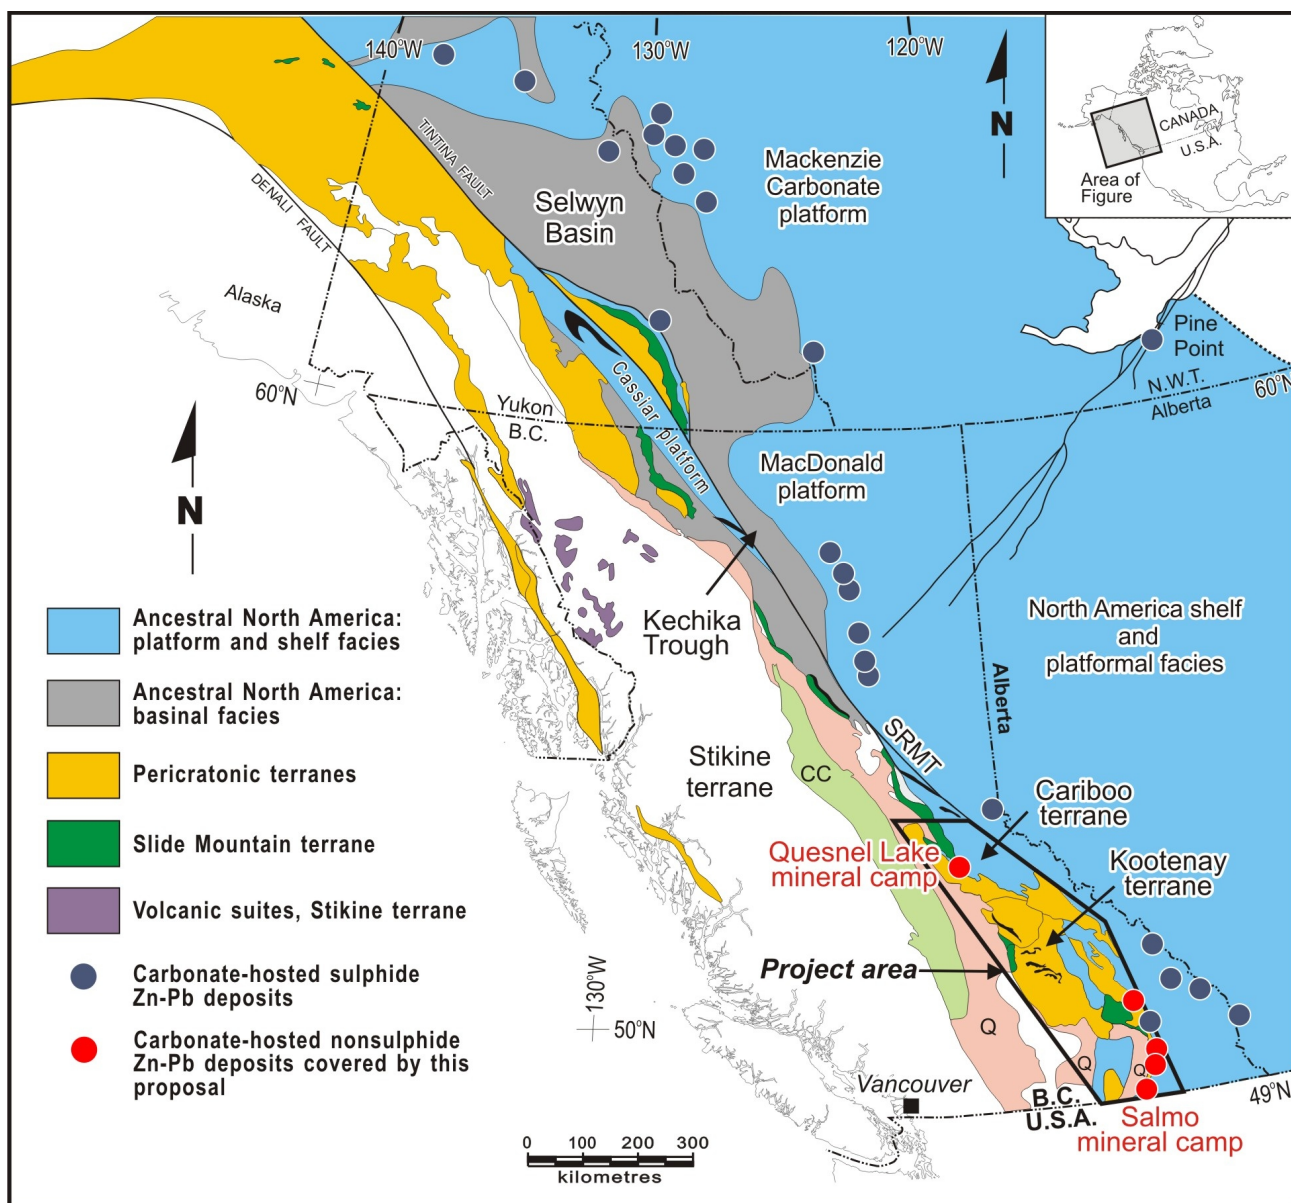 140°W
130°W
120°W
N
CANADA
U.S.A.
Area of
Figure
TINTINA FAULT
DENALI FAULT
Selwyn
Basin
Mackenzie
Carbonate
platform
Alaska
Pine
Point
N.W.T.
Alberta
60°N
60°N
Yukon
B.C.
Cassiar platform
MacDonald
platform
N
Kechika
Trough
North America shelf
and
platformal facies
Alberta
SRMT
Stikine
terrane
CC
Cariboo
terrane
Kootenay
terrane
Quesnel Lake
mineral camp
Project area
Q
Q
Q
130°W
50°N
Vancouver
B.C.
U.S.A.
49°N
Salmo
mineral camp
Ancestral North America:
platform and shelf facies
Ancestral North America:
basinal facies
Pericratonic terranes
Slide Mountain terrane
Volcanic suites, Stikine terrane
Carbonate-hosted sulphide
Zn-Pb deposits
Carbonate-hosted nonsulphide
Zn-Pb deposits covered by this
proposal
0 100 200 300
kilometres